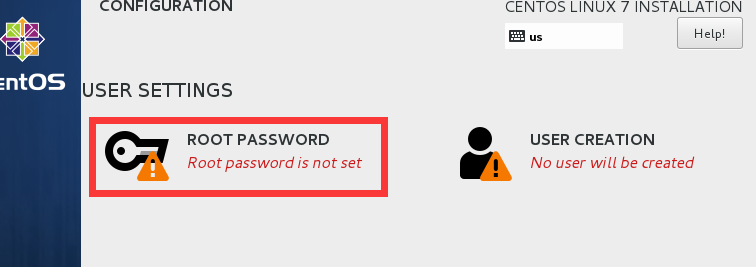 CONFIGURATION
CENTOS LINUX 7 INSTALLATION
us
Help!
entOS
USER SETTINGS
ROOT PASSWORD
Root password is not set
USER CREATION
No user will be created